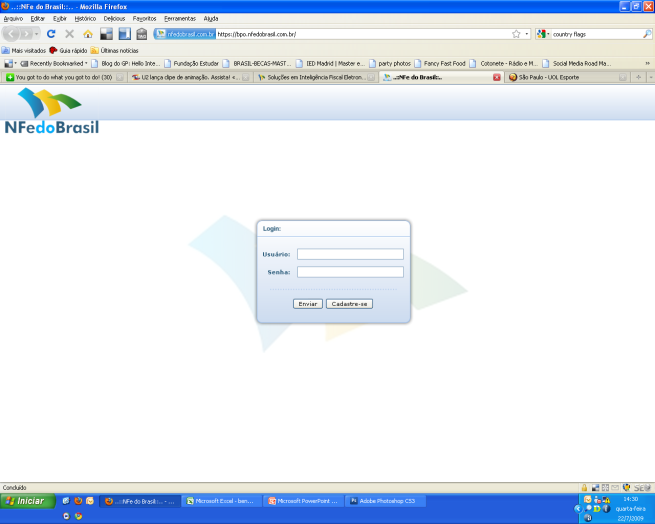 ..::NFe do Brasil::.. - Mozilla Firefox
Arquivo Editar Exibir Histórico Delicious Favoritos Ferramentas Ajuda
nfedobrasil.com.br https://bpo.nfedobrasil.com.br/
country flags
Mais visitados Guia rápido Últimas notícias
Recently Bookmarked Blog do GP: Hello Inte... Fundação Estudar BRASIL-BECAS-MAST... IED Madrid | Master e... party photos Fancy Fast Food Cotonete - Rádio e M... Social Media Road Ma...
You got to do what you got to do! (30) U2 lança clipe de animação. Assista! «... Soluções em Inteligência Fiscal Eletron... ..::NFe do Brasil::.. São Paulo - UOL Esporte
NFedoBrasil
Login:
Usuário:
Senha:
Enviar Cadastre-se
Concluído
Iniciar ..::NFe do Brasil::.. - ... Microsoft Excel - ben... Microsoft PowerPoint ... Adobe Photoshop CS3 14:30
quarta-feira
22/7/2009